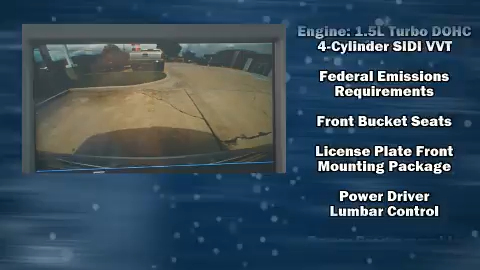 Engine: 1.5L Turbo DOHC
4-Cylinder SIDI VVT
Federal Emissions
Requirements
Front Bucket Seats
License Plate Front
Mounting Package
Power Driver
Lumbar Control